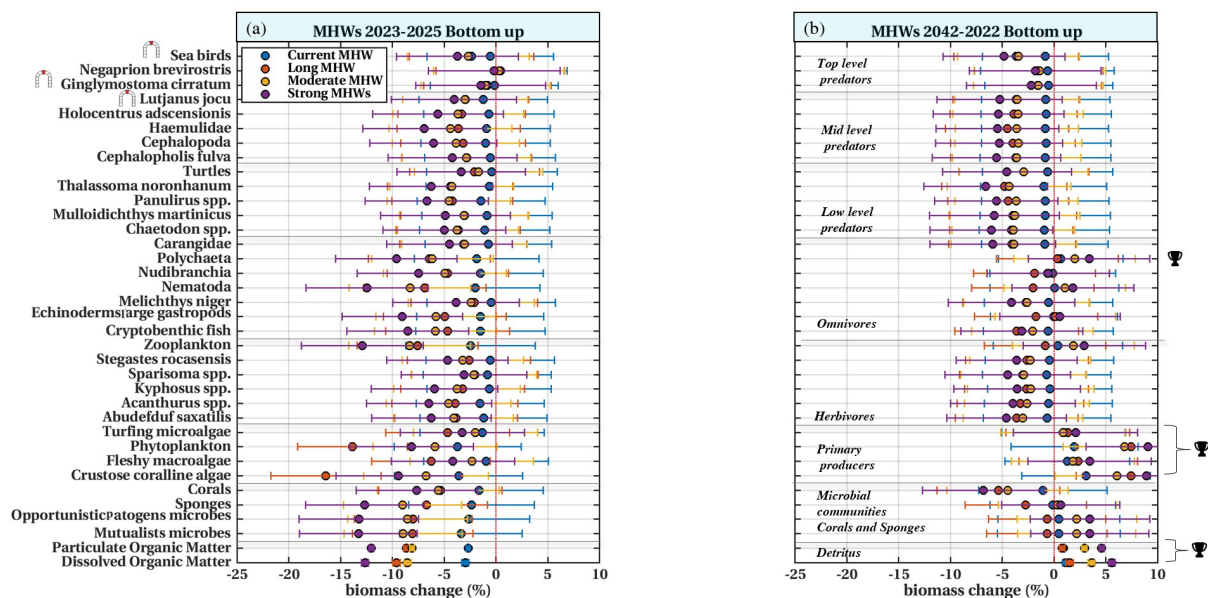 (a)
MHWs 2023-2025 Bottom up
Current MHW
Long MHW
Moderate MHW
Strong MHWs
Sea birds
Negaprion brevirostris
Ginglymostoma cirratum
Lutjanus jocu
Holocentrus adscensionis
Haemulidae
Cephalopoda
Cephalopholis fulva
Turtles
Thalassoma noronhanum
Panulirus spp.
Mulloidichthys martinicus
Chaetodon spp.
Carangidae
Polychaeta
Nudibranchia
Nematoda
Melichthys niger
Echinodermslarge gastropods
Cryptobenthic fish
Zooplankton
Stegastes rocasensis
Sparisoma spp.
Kyphosus spp.
Acanthurus spp.
Abudefduf saxatilis
Turfing microalgae
Phytoplankton
Fleshy macroalgae
Crustose coralline algae
Corals
Sponges
Opportunisticpatogens microbes
Mutualists microbes
Particulate Organic Matter
Dissolved Organic Matter
-25 -20 -15 -10 -5 0 5 10
biomass change (%)
(b)
MHWs 2042-2022 Bottom up
Top level
predators
Mid level
predators
Low level
predators
Omnivores
Herbivores
Primary
producers
Microbial
communities
Corals and Sponges
Detritus
-25 -20 -15 -10 -5 0 5 10
biomass change (%)